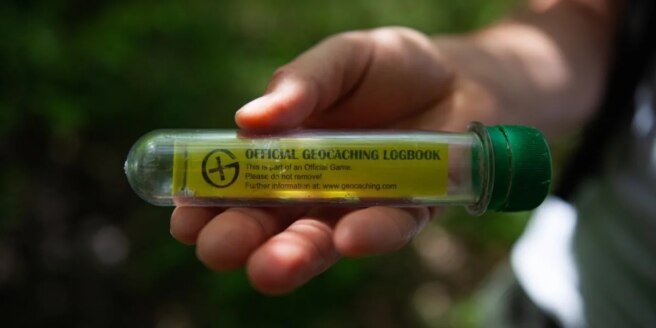 OFFICIAL GEOCACHING LOGBOOK
This is part of an Official Game.
Please do not remove!
Further information at: www.geocaching.com